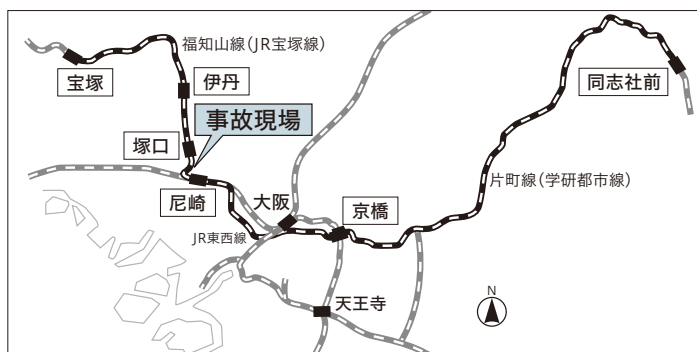 福知山線(JR宝塚線)
宝塚
伊丹
同志社前
事故現場
塚口
片町線(学研都市線)
尼崎
大阪
京橋
JR東西線
N
天王寺